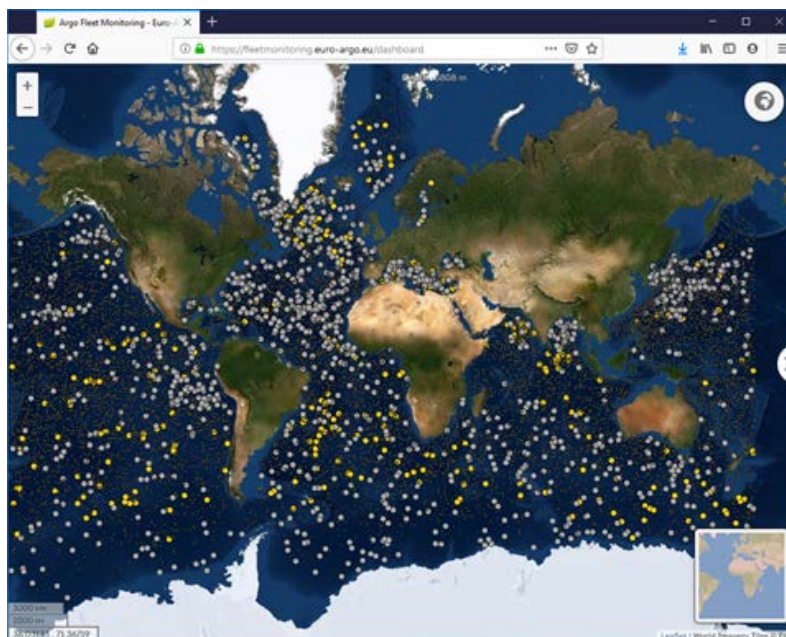 Argo Fleet Monitoring - Euro-A
https://fleetmonitoring.euro-argo.eu/dashboard
+
−
3000 km
2000 mi
Leaflet | World Imagery Tiles © E